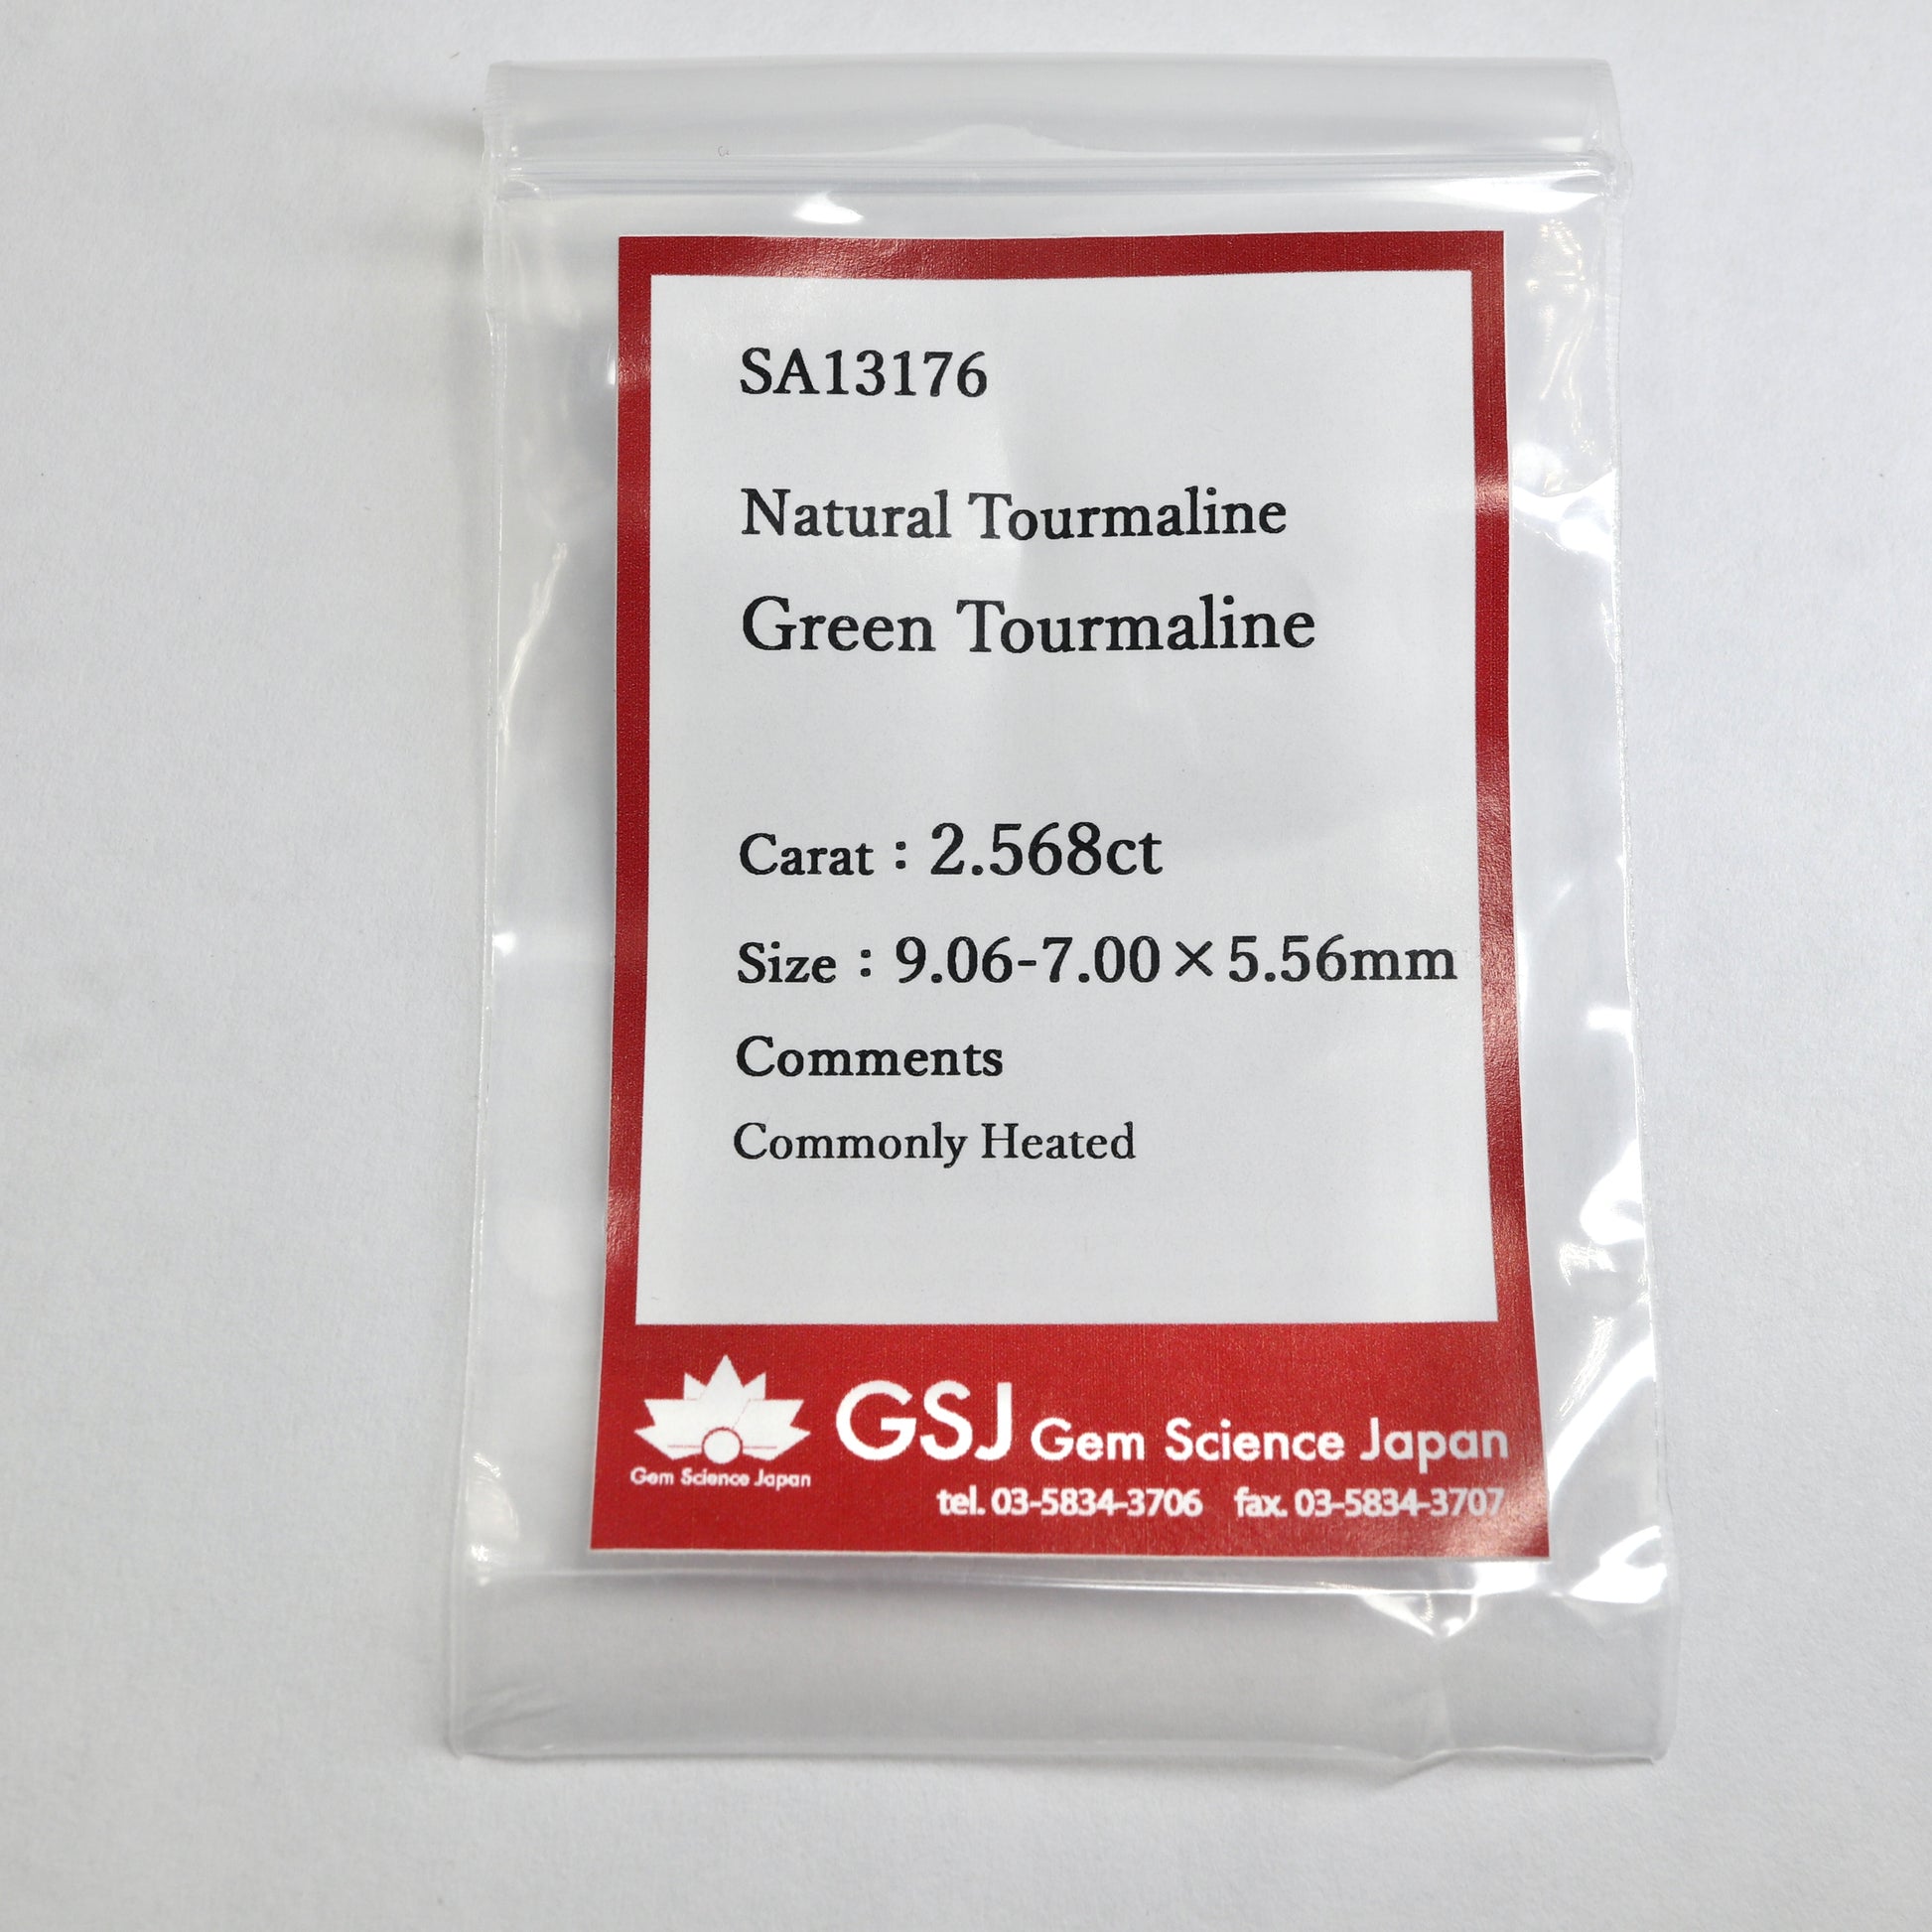 SA13176
Natural Tourmaline
Green Tourmaline
Carat : 2.568ct
Size : 9.06-7.00×5.56mm
Comments
Commonly Heated
GSJ Gem Science Japan
Gem Science Japan
tel. 03-5834-3706 fax. 03-5834-3707